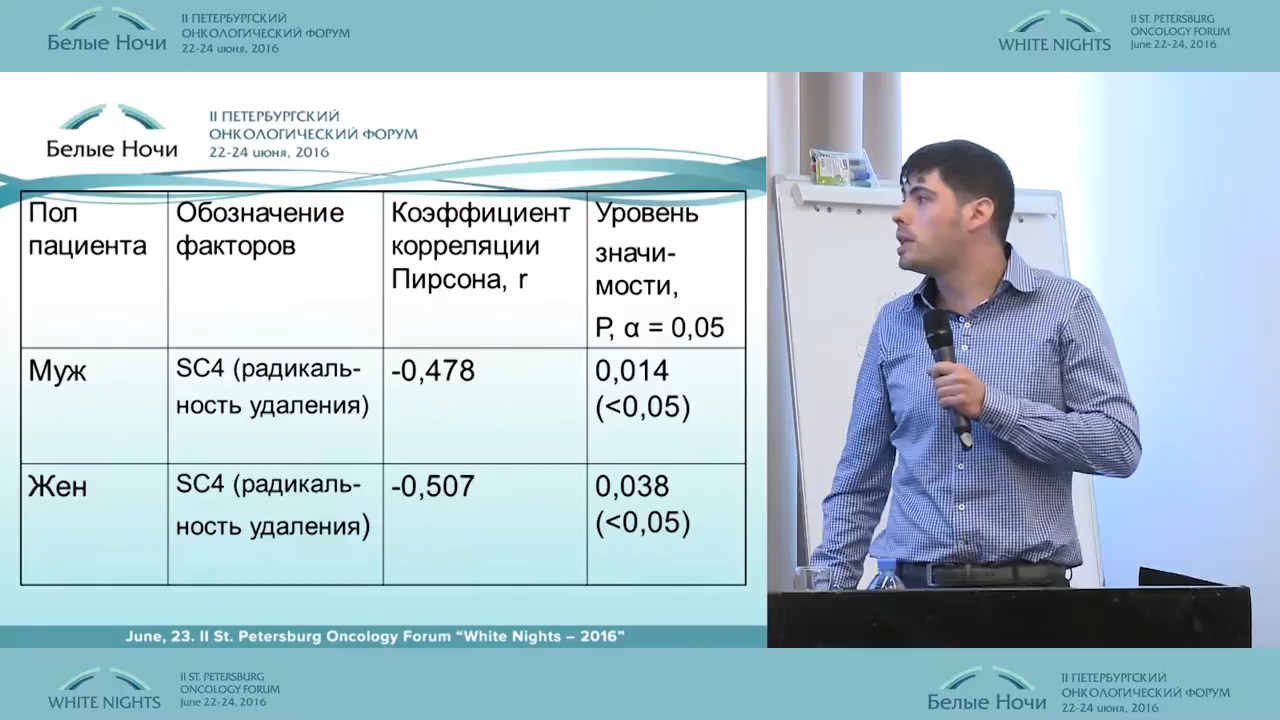 Белые Ночи
II ПЕТЕРБУРГСКИЙ
ОНКОЛОГИЧЕСКИЙ ФОРУМ
22-24 июня, 2016
WHITE NIGHTS
II ST. PETERSBURG
ONCOLOGY FORUM
June 22-24, 2016
Белые Ночи
II ПЕТЕРБУРГСКИЙ
ОНКОЛОГИЧЕСКИЙ ФОРУМ
22-24 июня, 2016
Пол
пациента
Обозначение
факторов
Коэффициент
корреляции
Пирсона, r
Уровень
значи-
мости,
P, α = 0,05
Муж
SC4 (радикаль-
ность удаления)
-0,478
0,014
(<0,05)
Жен
SC4 (радикаль-
ность удаления)
-0,507
0,038
(<0,05)
June, 23. II St. Petersburg Oncology Forum “White Nights – 2016”
WHITE NIGHTS
II ST. PETERSBURG
ONCOLOGY FORUM
June 22-24, 2016
Белые Ночи
II ПЕТЕРБУРГСКИЙ
ОНКОЛОГИЧЕСКИЙ ФОРУМ
22-24 июня, 2016